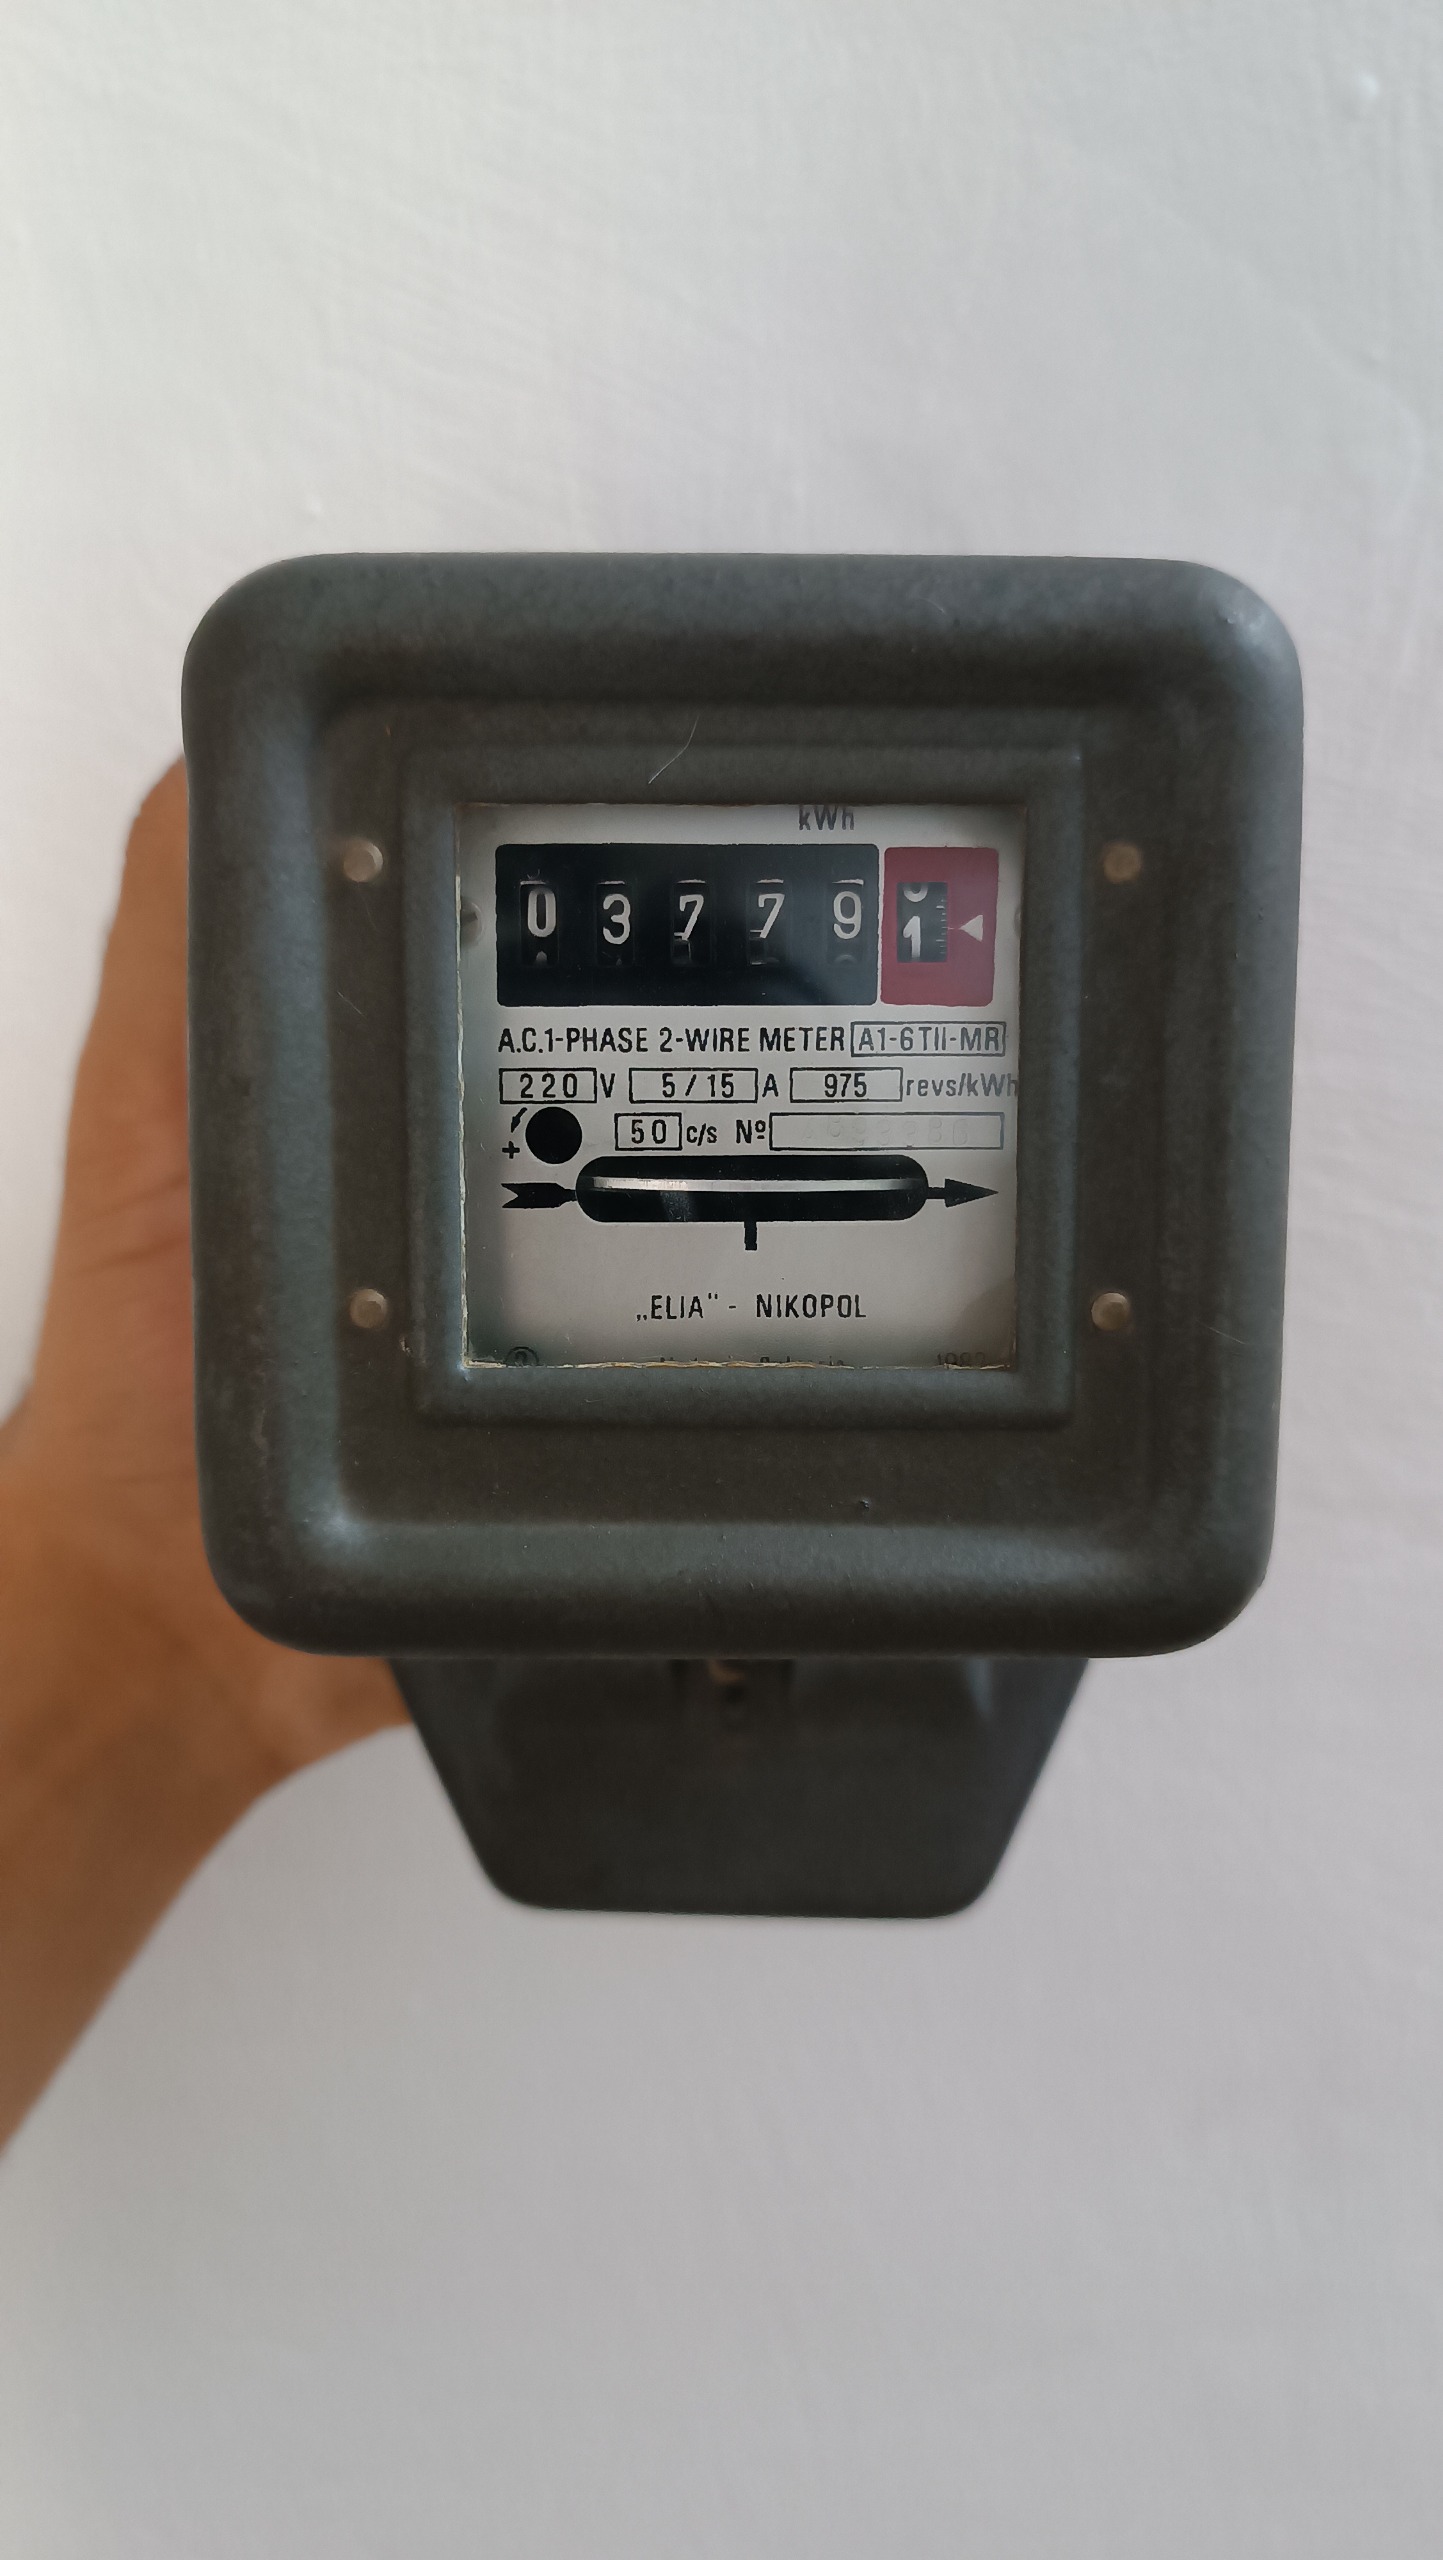 kWh
0 3 7 7 9 1
A.C.1-PHASE 2-WIRE METER A1-6TII-MR
220 V 5/15 A 975 revs/kWh
+ 50 c/s Nº
„ELIA" - NIKOPOL